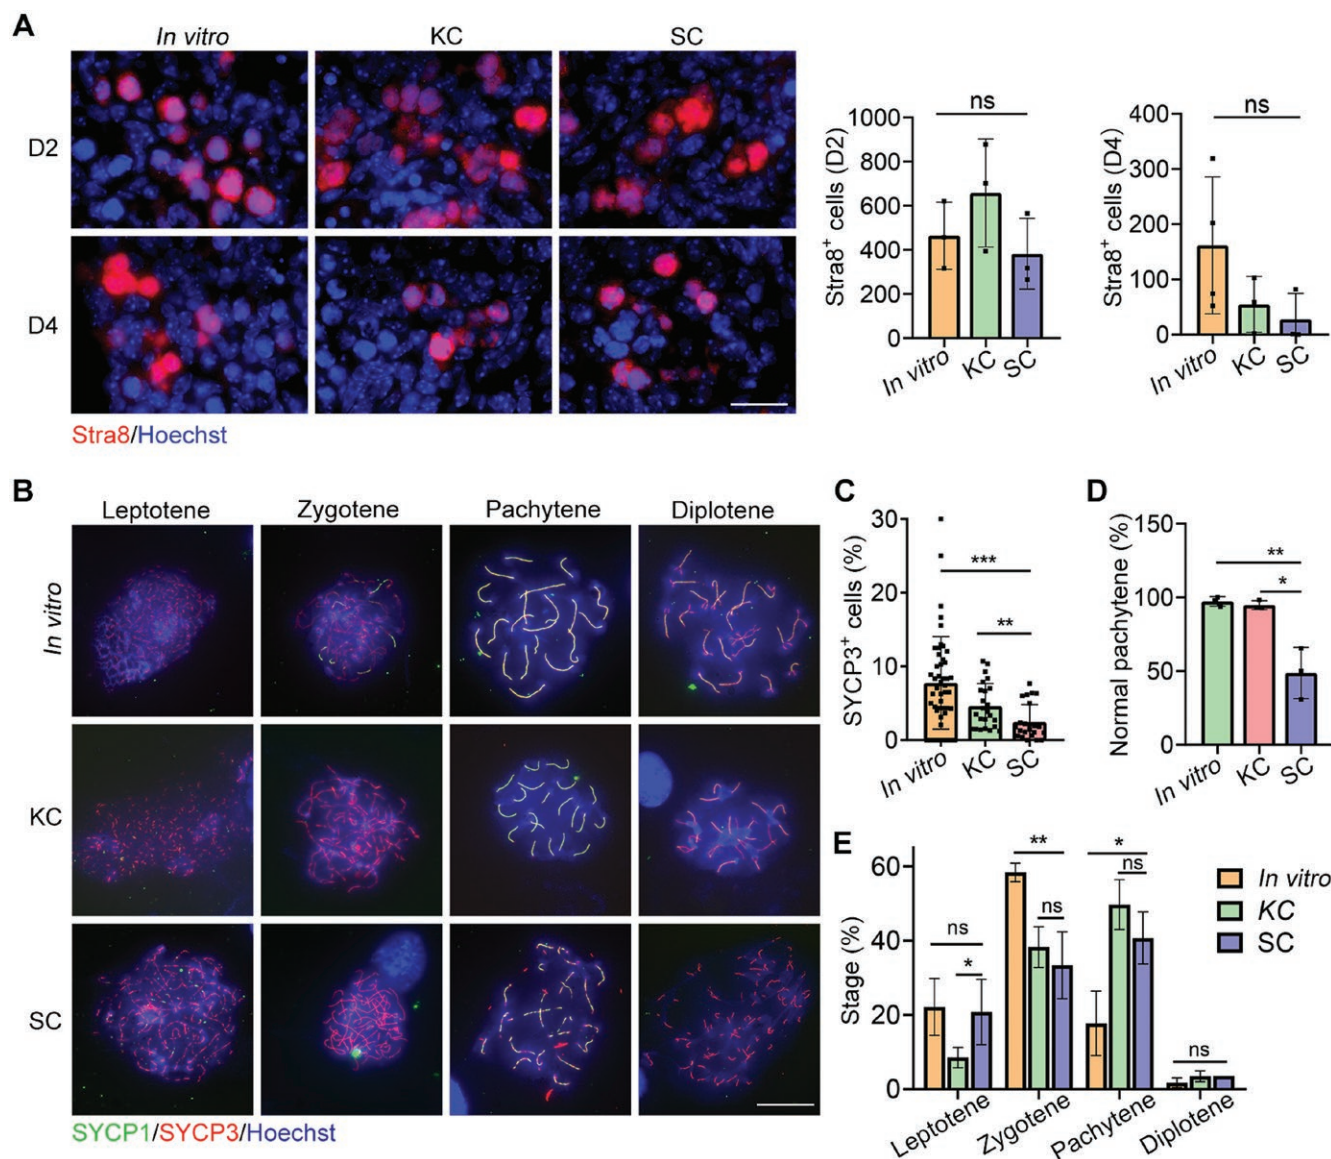 A
In vitro
KC
SC
D2
D4
Stra8/Hoechst
Stra8+ cells (D2)
1000
800
600
400
200
0
ns
In vitro
KC
SC
Stra8+ cells (D4)
400
300
200
100
0
ns
In vitro
KC
SC
B
Leptotene
Zygotene
Pachytene
Diplotene
In vitro
KC
SC
SYCP1/SYCP3/Hoechst
C
SYCP3+ cells (%)
30
20
10
0
***
**
In vitro
KC
SC
D
Normal pachytene (%)
150
100
50
0
**
*
In vitro
KC
SC
E
Stage (%)
60
40
20
0
ns
*
**
ns
*
ns
ns
Leptotene
Zygotene
Pachytene
Diplotene
In vitro
KC
SC